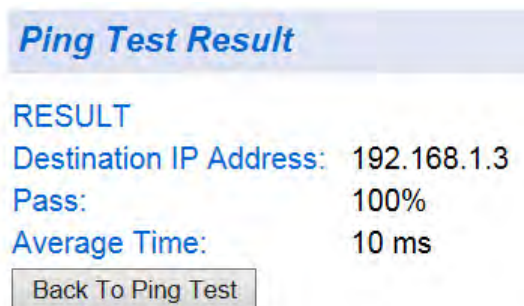 Ping Test Result
RESULT
Destination IP Address: 192.168.1.3
Pass: 100%
Average Time: 10 ms
Back To Ping Test